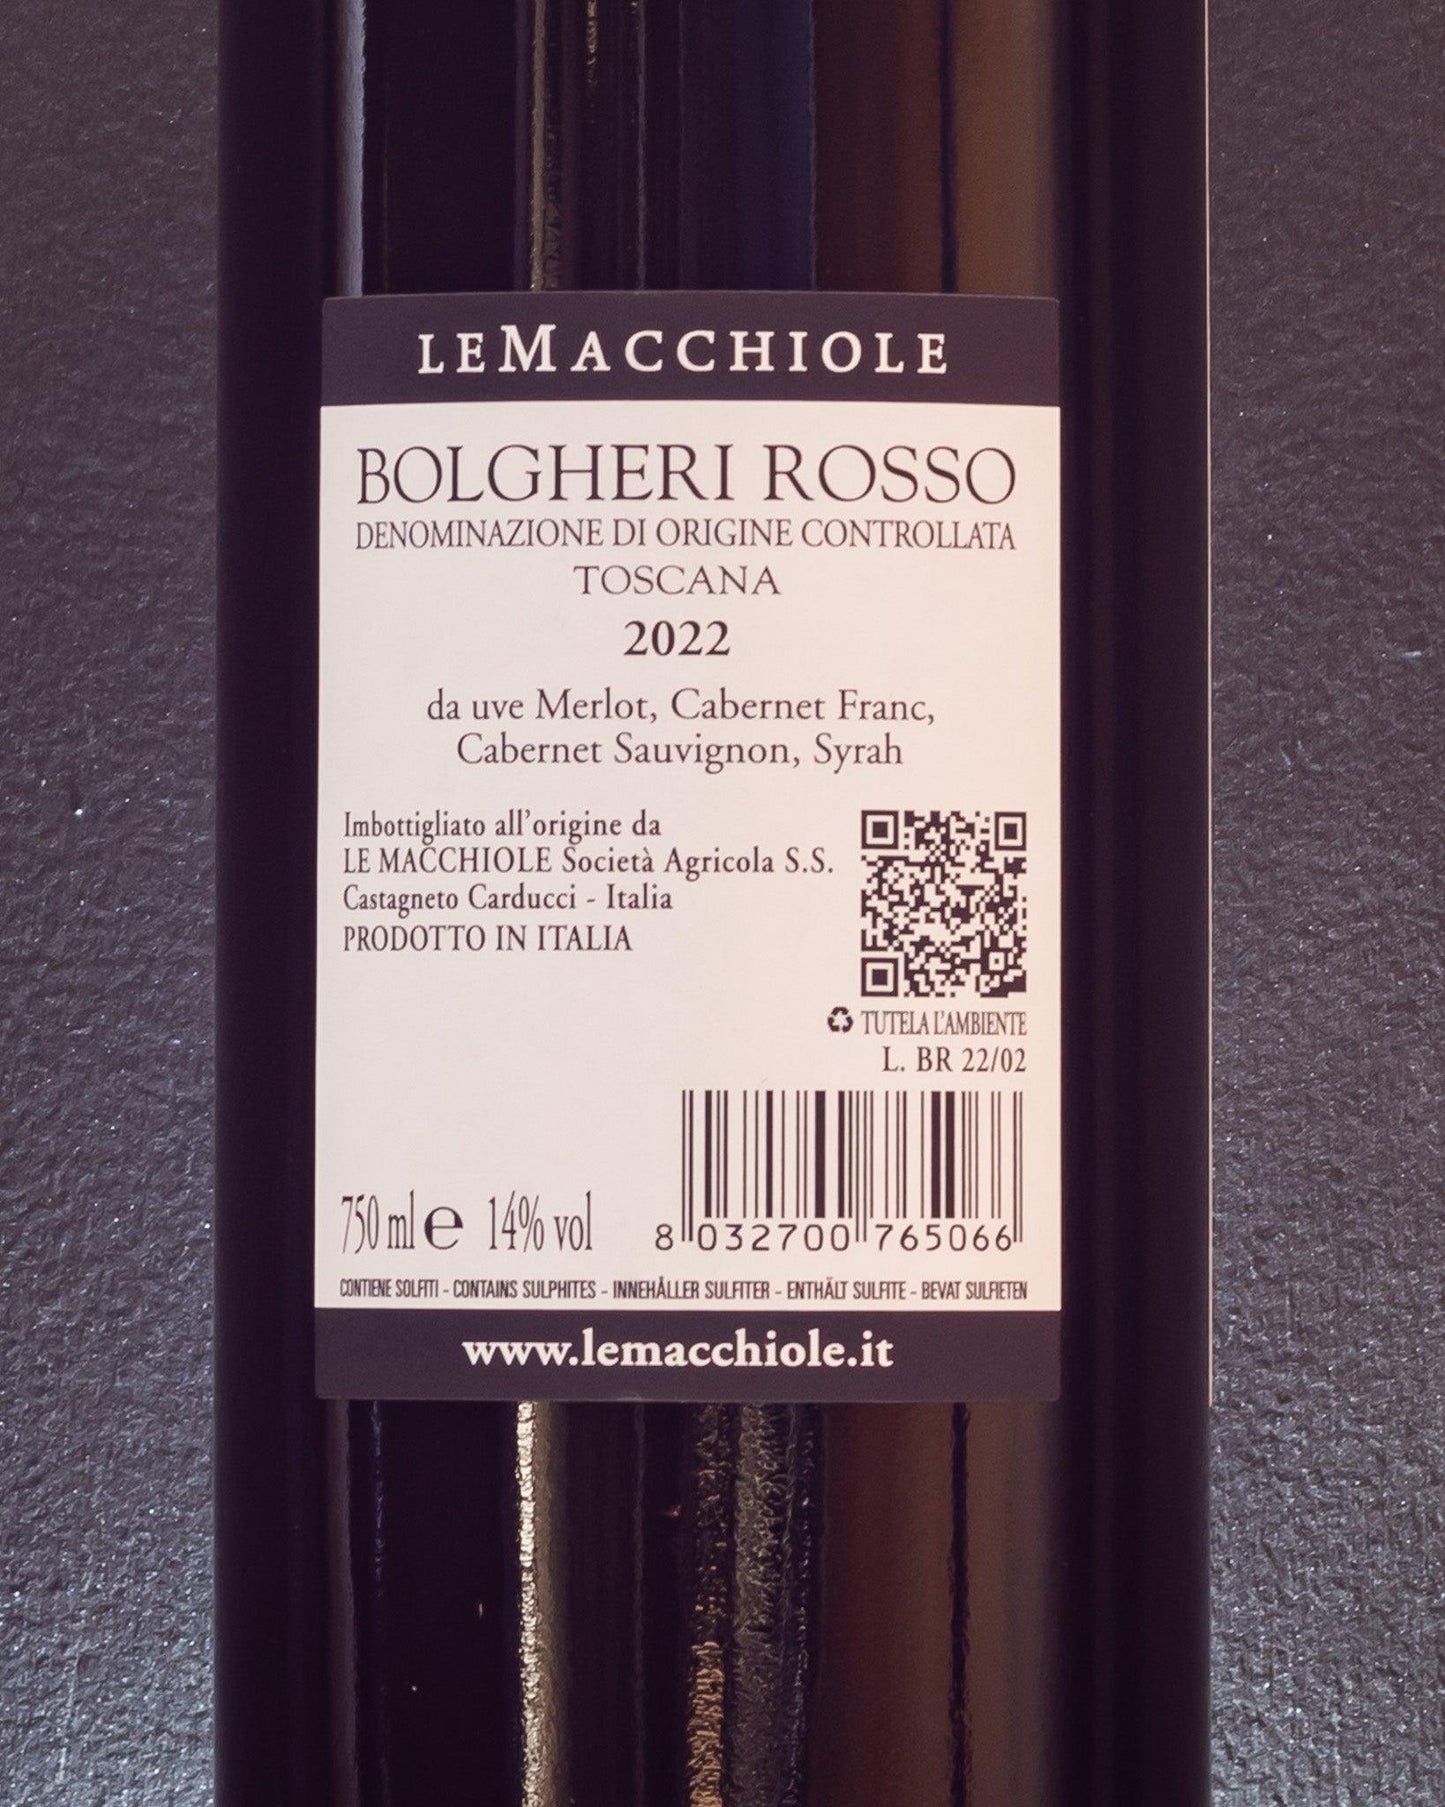 LEMACCHIOLE
BOLGHERI ROSSO
DENOMINAZIONE DI ORIGINE CONTROLLATA
TOSCANA
2022
da uve Merlot, Cabernet Franc,
Cabernet Sauvignon, Syrah
Imbottigliato all'origine da
LE MACCHIOLE Società Agricola S.S.
Castagneto Carducci - Italia
PRODOTTO IN ITALIA
TUTELA L'AMBIENTE
L. BR 22/02
750 ml e 14% vol
8 032700 765066
CONTIENE SOLFITI - CONTAINS SULPHITES - INNEHÅLLER SULFITER - ENTHÄLT SULFITE - BEVAT SULFIETEN
www.lemacchiole.it